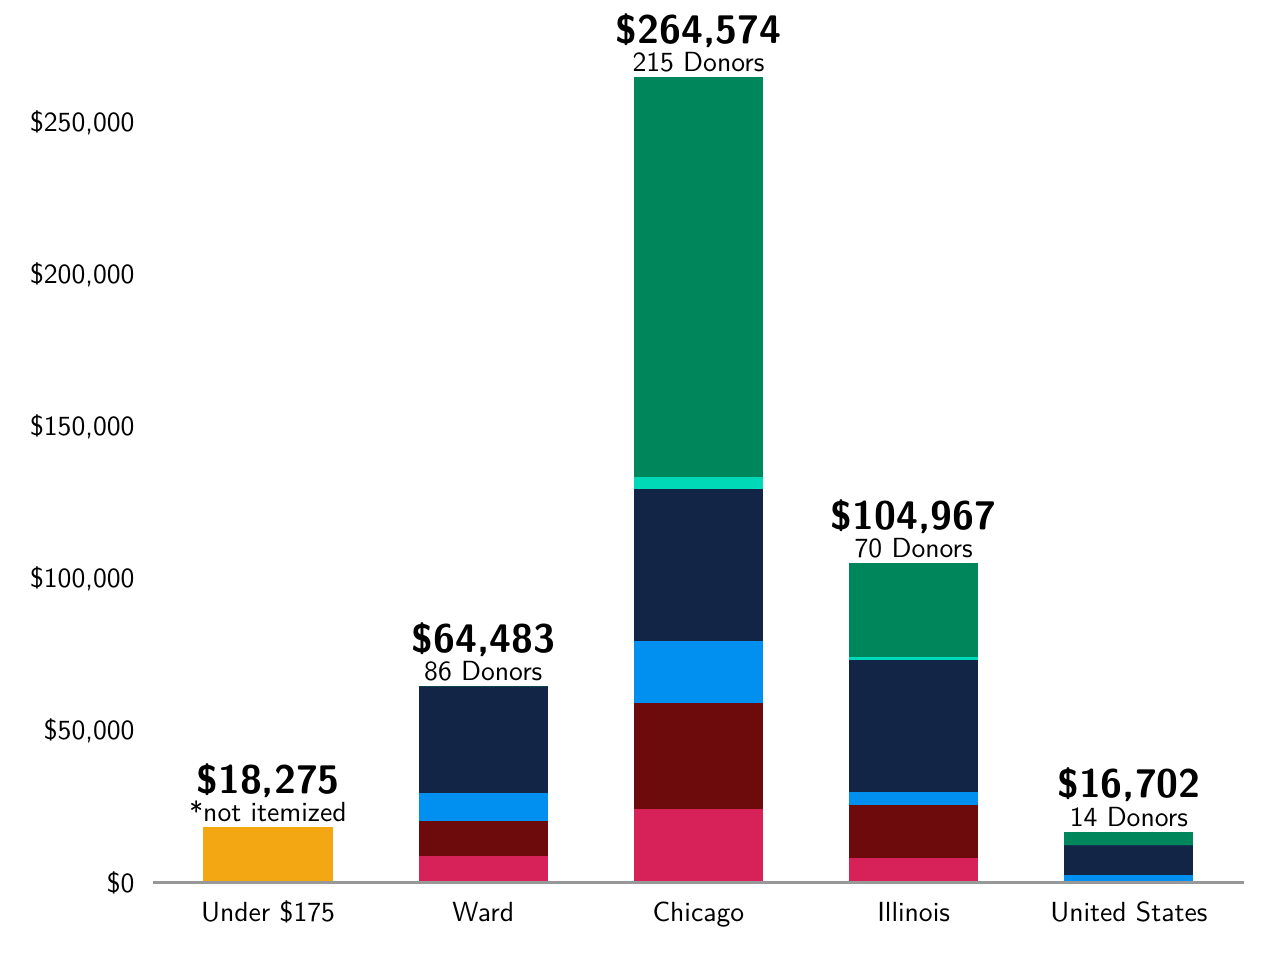 $264,574
215 Donors
$250,000
$200,000
$150,000
$104,967
70 Donors
$100,000
$64,483
86 Donors
$50,000
$18,275
*not itemized
$16,702
14 Donors
$0
Under $175
Ward
Chicago
Illinois
United States